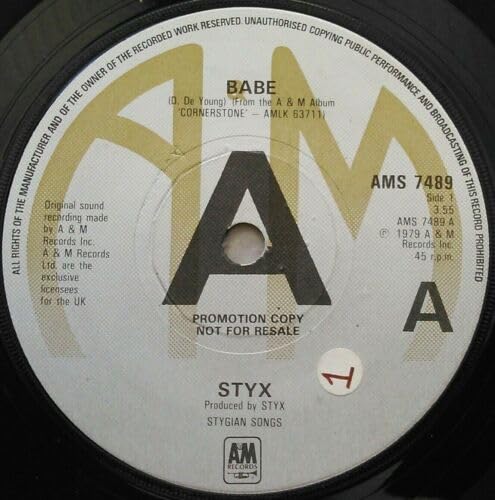 ALL RIGHTS OF THE MANUFACTURER AND OF THE OWNER OF THE RECORDED WORK RESERVED. UNAUTHORISED COPYING PUBLIC PERFORMANCE AND BROADCASTING OF THIS RECORD PROHIBITED
BABE
(D. De Young) (From the A & M Album
'CORNERSTONE' – AMLK 63711)
A
AMS 7489
Side 1
3.55
AMS 7489 A
℗ 1979 A & M
Records Inc.
45 r.p.m.
Original sound
recording made
by A & M
Records Inc.
A & M Records
Ltd. are the
exclusive
licensees
for the UK
A
PROMOTION COPY
NOT FOR RESALE
1
STYX
Produced by STYX
STYGIAN SONGS
AM
RECORDS
AM